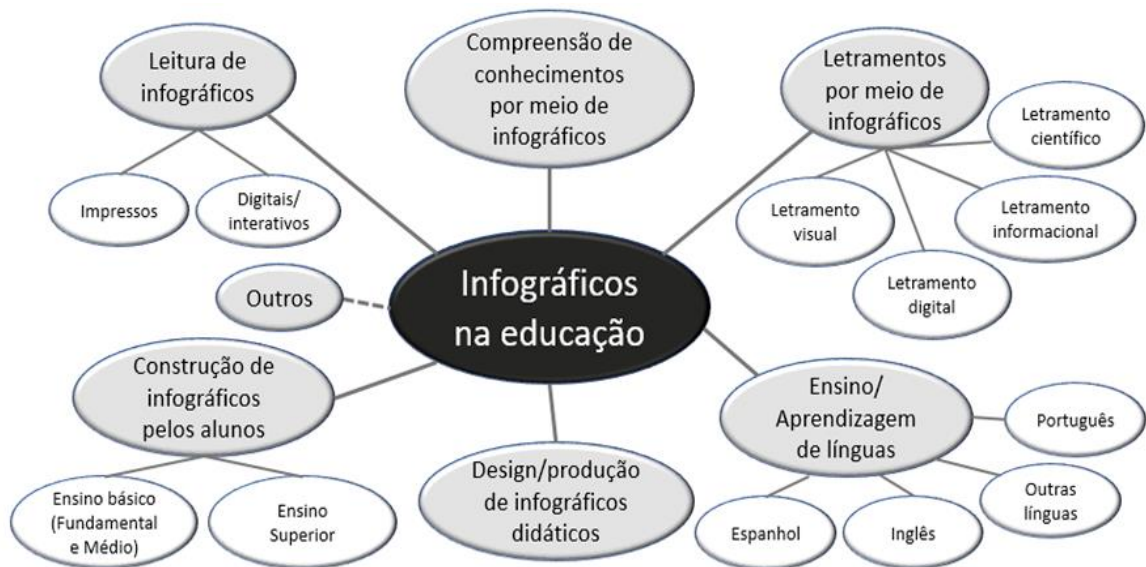 Leitura de
infográficos
Impressos
Digitais/
interativos
Compreensão de
conhecimentos
por meio de
infográficos
Letramentos
por meio de
infográficos
Letramento
científico
Letramento
visual
Letramento
informacional
Letramento
digital
Outros
Infográficos
na educação
Construção de
infográficos
pelos alunos
Ensino básico
(Fundamental
e Médio)
Ensino
Superior
Design/produção
de infográficos
didáticos
Ensino/
Aprendizagem
de línguas
Português
Outras
línguas
Espanhol
Inglês